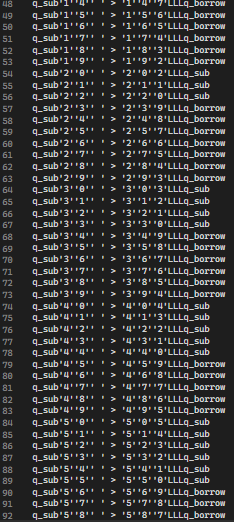 48 q_sub'1''4'' ' > '1''4''7'LLLq_borrow
49 q_sub'1''5'' ' > '1''5''6'LLLq_borrow
50 q_sub'1''6'' ' > '1''6''5'LLLq_borrow
51 q_sub'1''7'' ' > '1''7''4'LLLq_borrow
52 q_sub'1''8'' ' > '1''8''3'LLLq_borrow
53 q_sub'1''9'' ' > '1''9''2'LLLq_borrow
54 q_sub'2''0'' ' > '2''0''2'LLLq_sub
55 q_sub'2''1'' ' > '2''1''1'LLLq_sub
56 q_sub'2''2'' ' > '2''2''0'LLLq_sub
57 q_sub'2''3'' ' > '2''3''9'LLLq_borrow
58 q_sub'2''4'' ' > '2''4''8'LLLq_borrow
59 q_sub'2''5'' ' > '2''5''7'LLLq_borrow
60 q_sub'2''6'' ' > '2''6''6'LLLq_borrow
61 q_sub'2''7'' ' > '2''7''5'LLLq_borrow
62 q_sub'2''8'' ' > '2''8''4'LLLq_borrow
63 q_sub'2''9'' ' > '2''9''3'LLLq_borrow
64 q_sub'3''0'' ' > '3''0''3'LLLq_sub
65 q_sub'3''1'' ' > '3''1''2'LLLq_sub
66 q_sub'3''2'' ' > '3''2''1'LLLq_sub
67 q_sub'3''3'' ' > '3''3''0'LLLq_sub
68 q_sub'3''4'' ' > '3''4''9'LLLq_borrow
69 q_sub'3''5'' ' > '3''5''8'LLLq_borrow
70 q_sub'3''6'' ' > '3''6''7'LLLq_borrow
71 q_sub'3''7'' ' > '3''7''6'LLLq_borrow
72 q_sub'3''8'' ' > '3''8''5'LLLq_borrow
73 q_sub'3''9'' ' > '3''9''4'LLLq_borrow
74 q_sub'4''0'' ' > '4''0''4'LLLq_sub
75 q_sub'4''1'' ' > '4''1''3'LLLq_sub
76 q_sub'4''2'' ' > '4''2''2'LLLq_sub
77 q_sub'4''3'' ' > '4''3''1'LLLq_sub
78 q_sub'4''4'' ' > '4''4''0'LLLq_sub
79 q_sub'4''5'' ' > '4''5''9'LLLq_borrow
80 q_sub'4''6'' ' > '4''6''8'LLLq_borrow
81 q_sub'4''7'' ' > '4''7''7'LLLq_borrow
82 q_sub'4''8'' ' > '4''8''6'LLLq_borrow
83 q_sub'4''9'' ' > '4''9''5'LLLq_borrow
84 q_sub'5''0'' ' > '5''0''5'LLLq_sub
85 q_sub'5''1'' ' > '5''1''4'LLLq_sub
86 q_sub'5''2'' ' > '5''2''3'LLLq_sub
87 q_sub'5''3'' ' > '5''3''2'LLLq_sub
88 q_sub'5''4'' ' > '5''4''1'LLLq_sub
89 q_sub'5''5'' ' > '5''5''0'LLLq_sub
90 q_sub'5''6'' ' > '5''6''9'LLLq_borrow
91 q_sub'5''7'' ' > '5''7''8'LLLq_borrow
92 q_sub'5''8'' ' > '5''8''7'LLLq_borrow